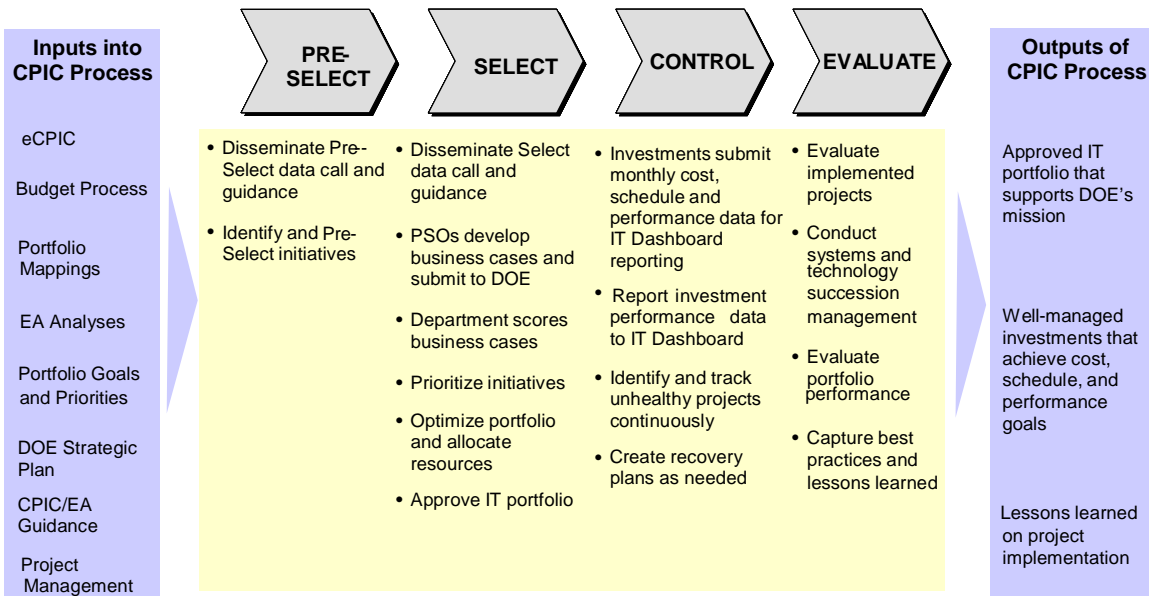 Inputs into
CPIC Process
eCPIC
Budget Process
Portfolio
Mappings
EA Analyses
Portfolio Goals
and Priorities
DOE Strategic
Plan
CPIC/EA
Guidance
Project
Management
PRE-
SELECT
• Disseminate Pre--
Select data call and
guidance
• Identify and Pre-
Select initiatives
SELECT
• Disseminate Select
data call and
guidance
• PSOs develop
business cases and
submit to DOE
• Department scores
business cases
• Prioritize initiatives
• Optimize portfolio
and allocate
resources
• Approve IT portfolio
CONTROL
• Investments submit
monthly cost,
schedule and
performance data for
IT Dashboard
reporting
• Report investment
performance data
to IT Dashboard
• Identify and track
unhealthy projects
continuously
• Create recovery
plans as needed
EVALUATE
• Evaluate
implemented
projects
• Conduct
systems and
technology
succession
management
• Evaluate
portfolio
performance
• Capture best
practices and
lessons learned
Outputs of
CPIC Process
Approved IT
portfolio that
supports DOE's
mission
Well-managed
investments that
achieve cost,
schedule, and
performance
goals
Lessons learned
on project
implementation